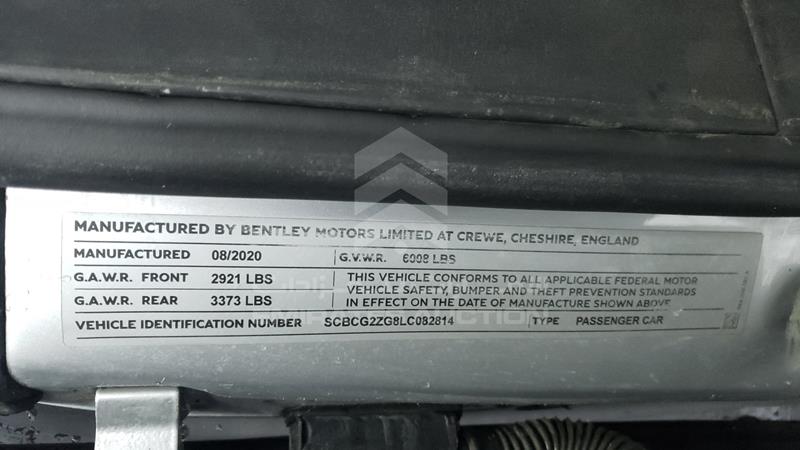 MANUFACTURED BY BENTLEY MOTORS LIMITED AT CREWE, CHESHIRE, ENGLAND
MANUFACTURED 08/2020 G.V.W.R. 6008 LBS
G.A.W.R. FRONT 2921 LBS
THIS VEHICLE CONFORMS TO ALL APPLICABLE FEDERAL MOTOR
VEHICLE SAFETY, BUMPER AND THEFT PREVENTION STANDARDS
IN EFFECT ON THE DATE OF MANUFACTURE SHOWN ABOVE
G.A.W.R. REAR 3373 LBS
VEHICLE IDENTIFICATION NUMBER SCBCG2ZG8LC082814 TYPE PASSENGER CAR
EMIRATES AUCTION